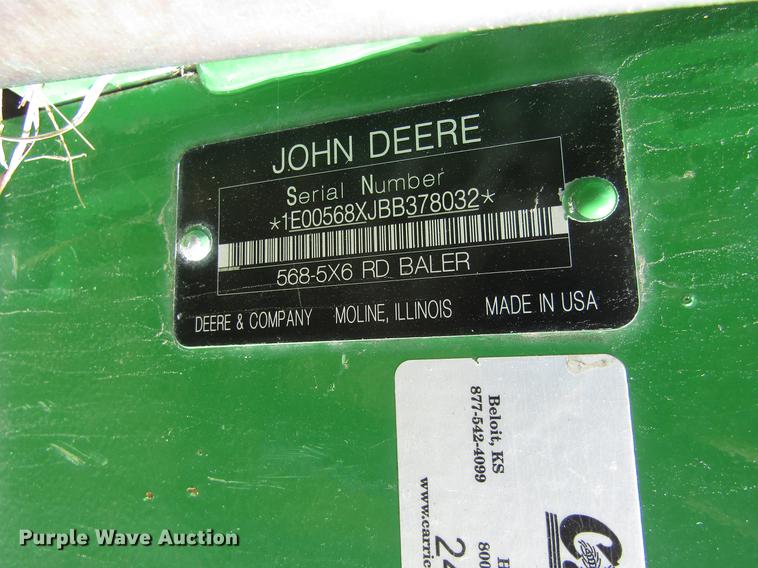 JOHN DEERE
Serial Number
*1E00568XJBB378032*
568-5X6 RD BALER
DEERE & COMPANY MOLINE, ILLINOIS MADE IN USA
Beloit, KS
877-542-4099
Purple Wave Auction